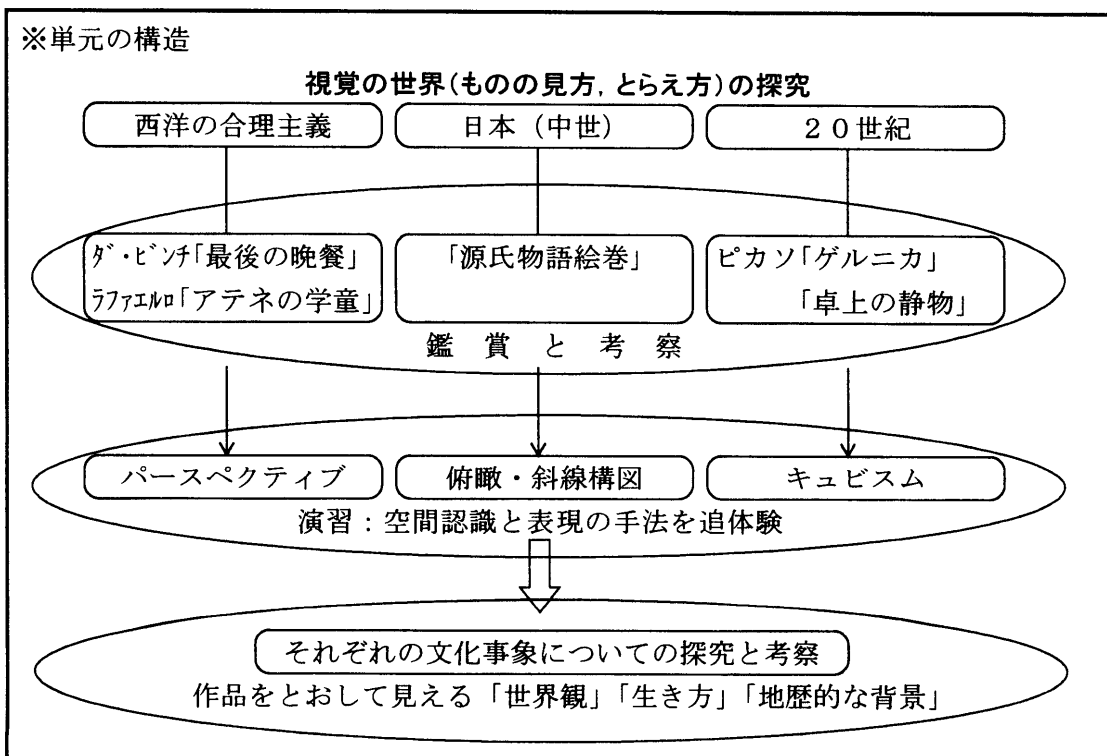 ※単元の構造
視覚の世界(ものの見方,とらえ方)の探究
西洋の合理主義 日本(中世) 20世紀
ダ・ビンチ「最後の晩餐」 「源氏物語絵巻」 ピカソ「ゲルニカ」
ラファエルロ「アテネの学童」 「卓上の静物」
鑑賞と考察
パースペクティブ 俯瞰・斜線構図 キュビスム
演習:空間認識と表現の手法を追体験
それぞれの文化事象についての探究と考察
作品をとおして見える「世界観」「生き方」「地歴的な背景」